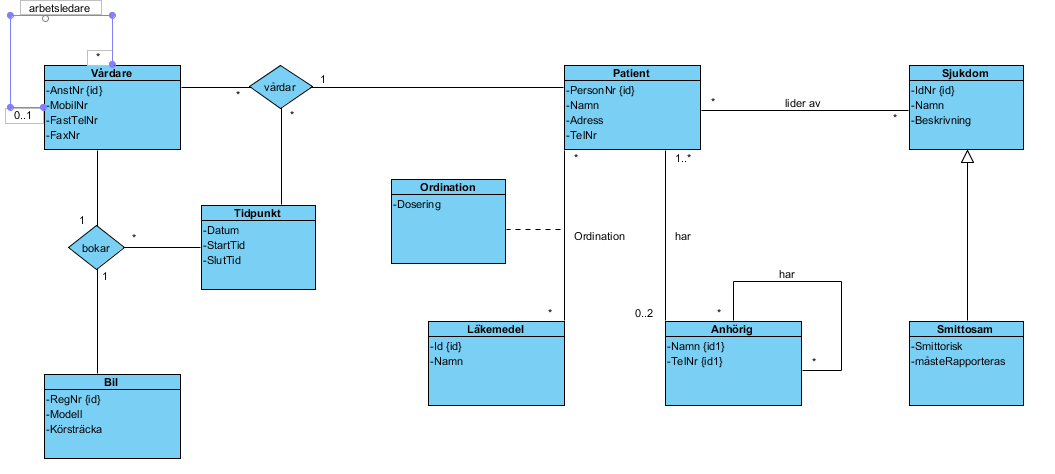 arbetsledare
*
0..1
Vårdare
-AnstNr {id}
-MobilNr
-FastTelNr
-FaxNr
*
vårdar
1
*
Patient
-PersonNr {id}
-Namn
-Adress
-TelNr
*
lider av
*
Sjukdom
-IdNr {id}
-Namn
-Beskrivning
*
1..*
Ordination
-Dosering
Tidpunkt
-Datum
-StartTid
-SlutTid
1
bokar
*
1
Ordination
har
har
*
0..2
*
*
Läkemedel
-Id {id}
-Namn
Anhörig
-Namn {id1}
-TelNr {id1}
Smittosam
-Smittorisk
-måsteRapporteras
Bil
-RegNr {id}
-Modell
-Körsträcka